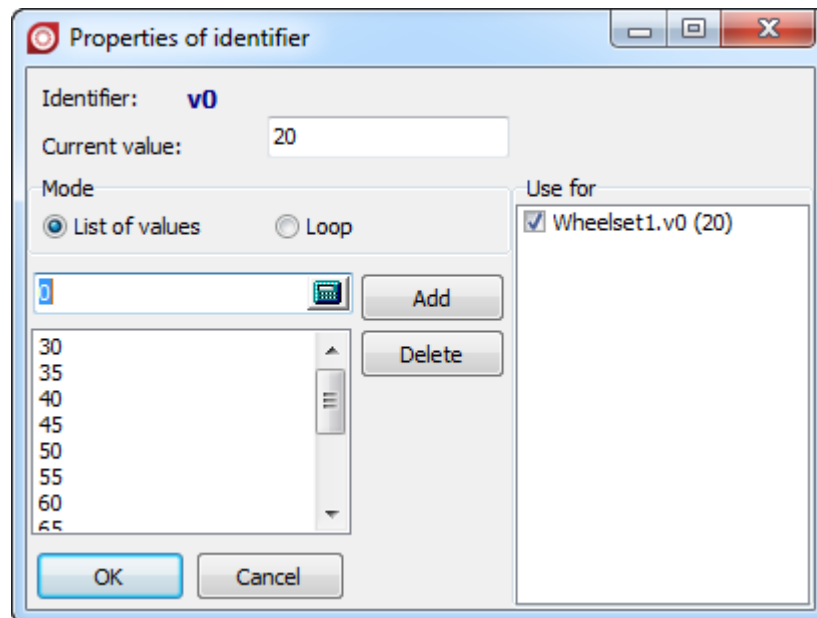 Properties of identifier
Identifier: v0
Current value: 20
Mode
List of values Loop
Use for
Wheelset1.v0 (20)
0
Add
Delete
30
35
40
45
50
55
60
65
OK Cancel